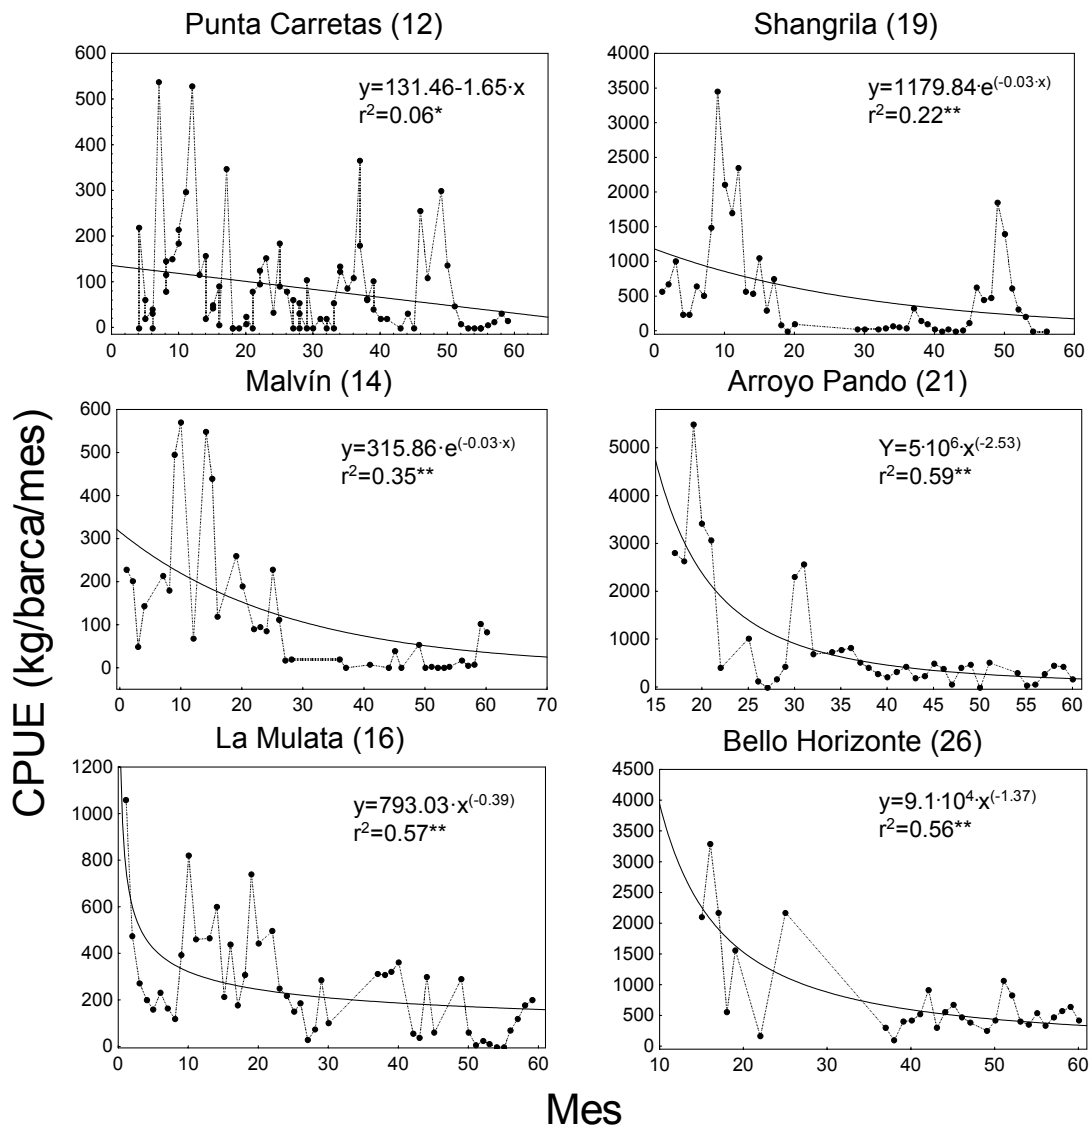 Punta Carretas (12)
600
500
400
300
200
100
0
y=131.46-1.65·x
r²=0.06*
0 10 20 30 40 50 60
Shangrila (19)
4000
3500
3000
2500
2000
1500
1000
500
0
y=1179.84·e(-0.03·x)
r²=0.22**
0 10 20 30 40 50 60
Malvín (14)
600
500
400
300
200
100
0
y=315.86·e(-0.03·x)
r²=0.35**
0 10 20 30 40 50 60 70
Arroyo Pando (21)
5000
4000
3000
2000
1000
0
Y=5·10⁶·x(-2.53)
r²=0.59**
15 20 25 30 35 40 45 50 55 60
La Mulata (16)
1200
1000
800
600
400
200
0
y=793.03·x(-0.39)
r²=0.57**
0 10 20 30 40 50 60
Bello Horizonte (26)
4500
4000
3500
3000
2500
2000
1500
1000
500
0
y=9.1·10⁴·x(-1.37)
r²=0.56**
10 20 30 40 50 60
CPUE (kg/barca/mes)
Mes